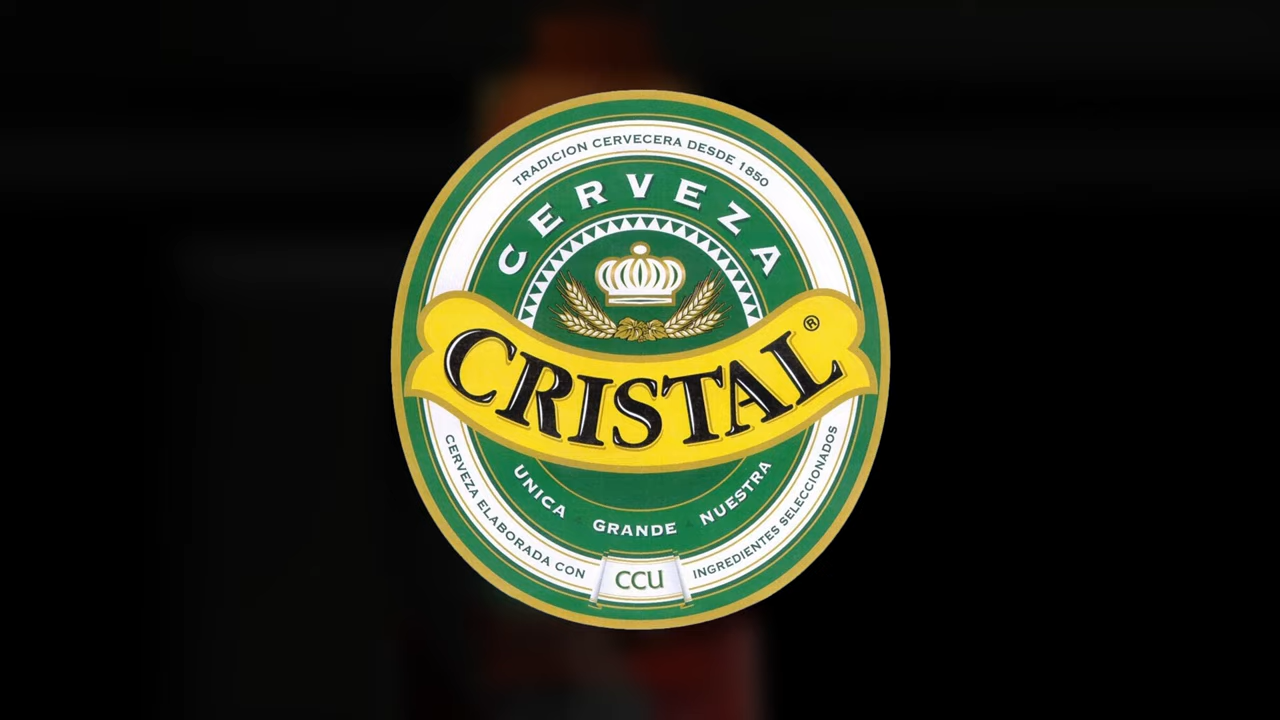 TRADICION CERVECERA DESDE 1850
CERVEZA
CRISTAL®
UNICA GRANDE NUESTRA
CERVEZA ELABORADA CON
CCU
INGREDIENTES SELECCIONADOS